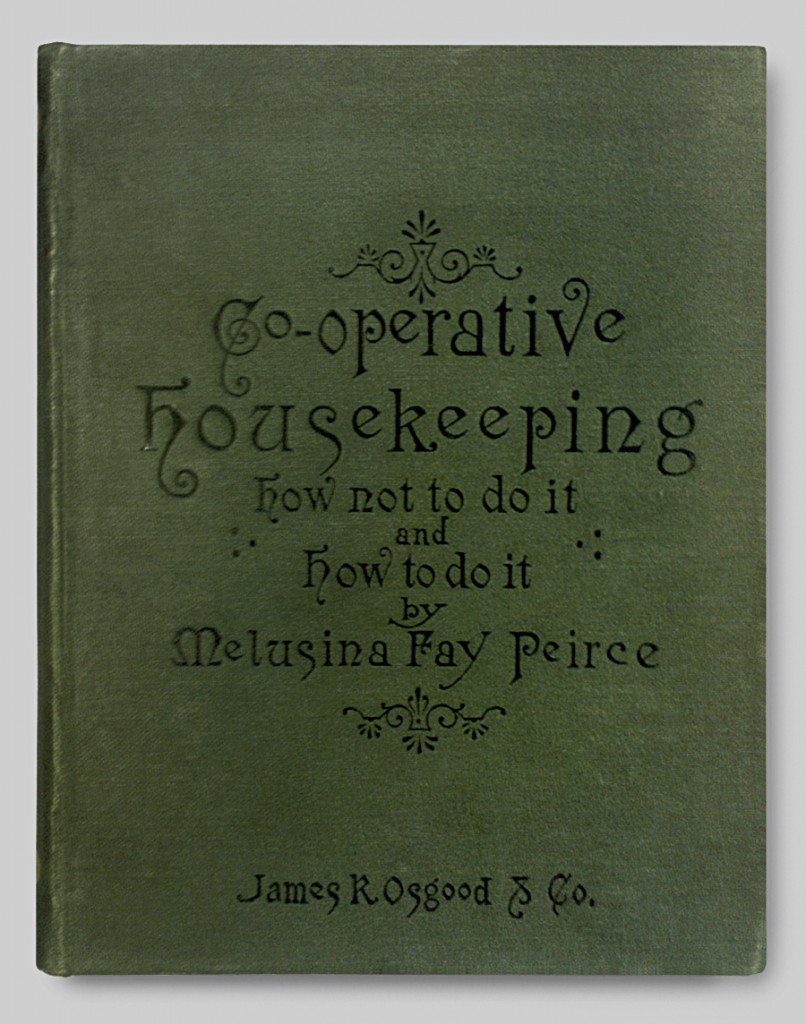 Co-operative
Housekeeping
How not to do it
and
How to do it
by
Melusina Fay Peirce
James R. Osgood & Co.